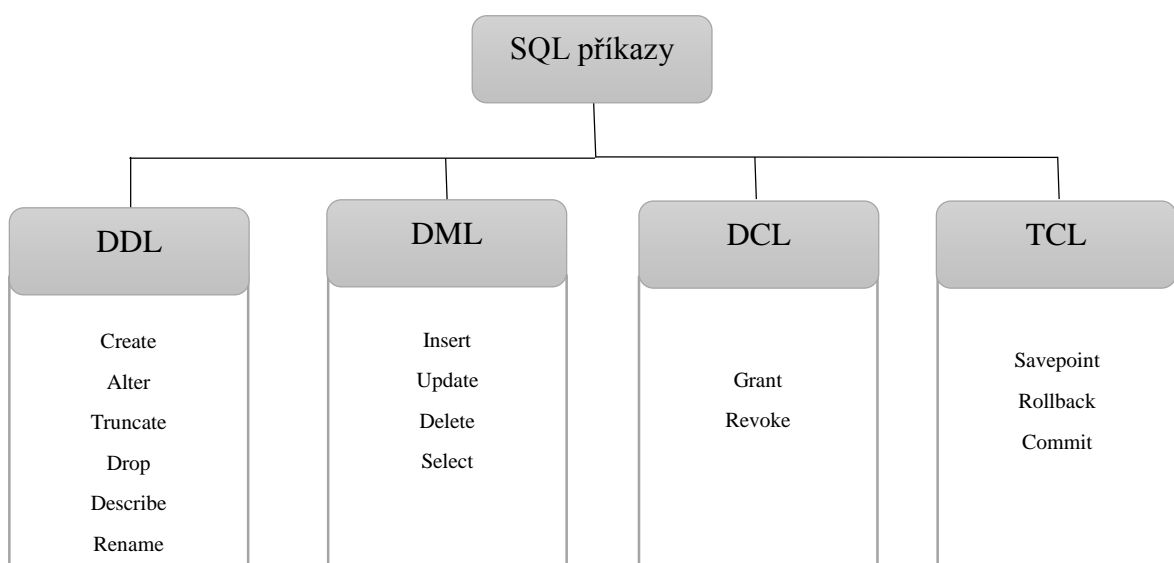 SQL příkazy
DDL
Create
Alter
Truncate
Drop
Describe
Rename
DML
Insert
Update
Delete
Select
DCL
Grant
Revoke
TCL
Savepoint
Rollback
Commit